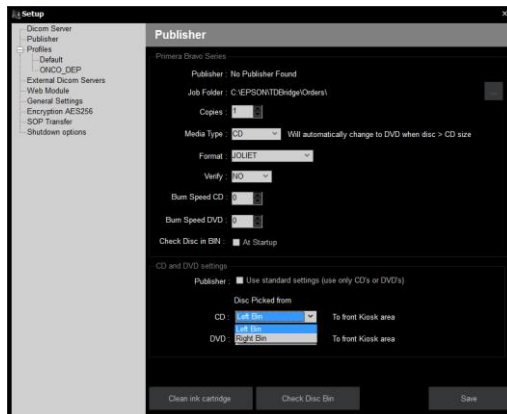 Setup
Dicom Server
Publisher
Profiles
Default
ONCO_DEP
External Dicom Servers
Web Module
General Settings
Encryption AES256
SOP Transfer
Shutdown options
Publisher
Primera Bravo Series
Publisher : No Publisher Found
Job Folder : C:\EPSON\TDBridge\Orders\
...
Copies : 1
Media Type : CD Will automatically change to DVD when disc > CD size
Format : JOLIET
Verify : NO
Burn Speed CD : 0
Burn Speed DVD : 0
Check Disc in BIN : At Startup
CD and DVD settings
Publisher : Use standard settings (use only CD's or DVD's)
Disc Picked from
CD : Left Bin To front Kiosk area
Left Bin
DVD : Right Bin To front Kiosk area
Clean ink cartridge Check Disc Bin Save